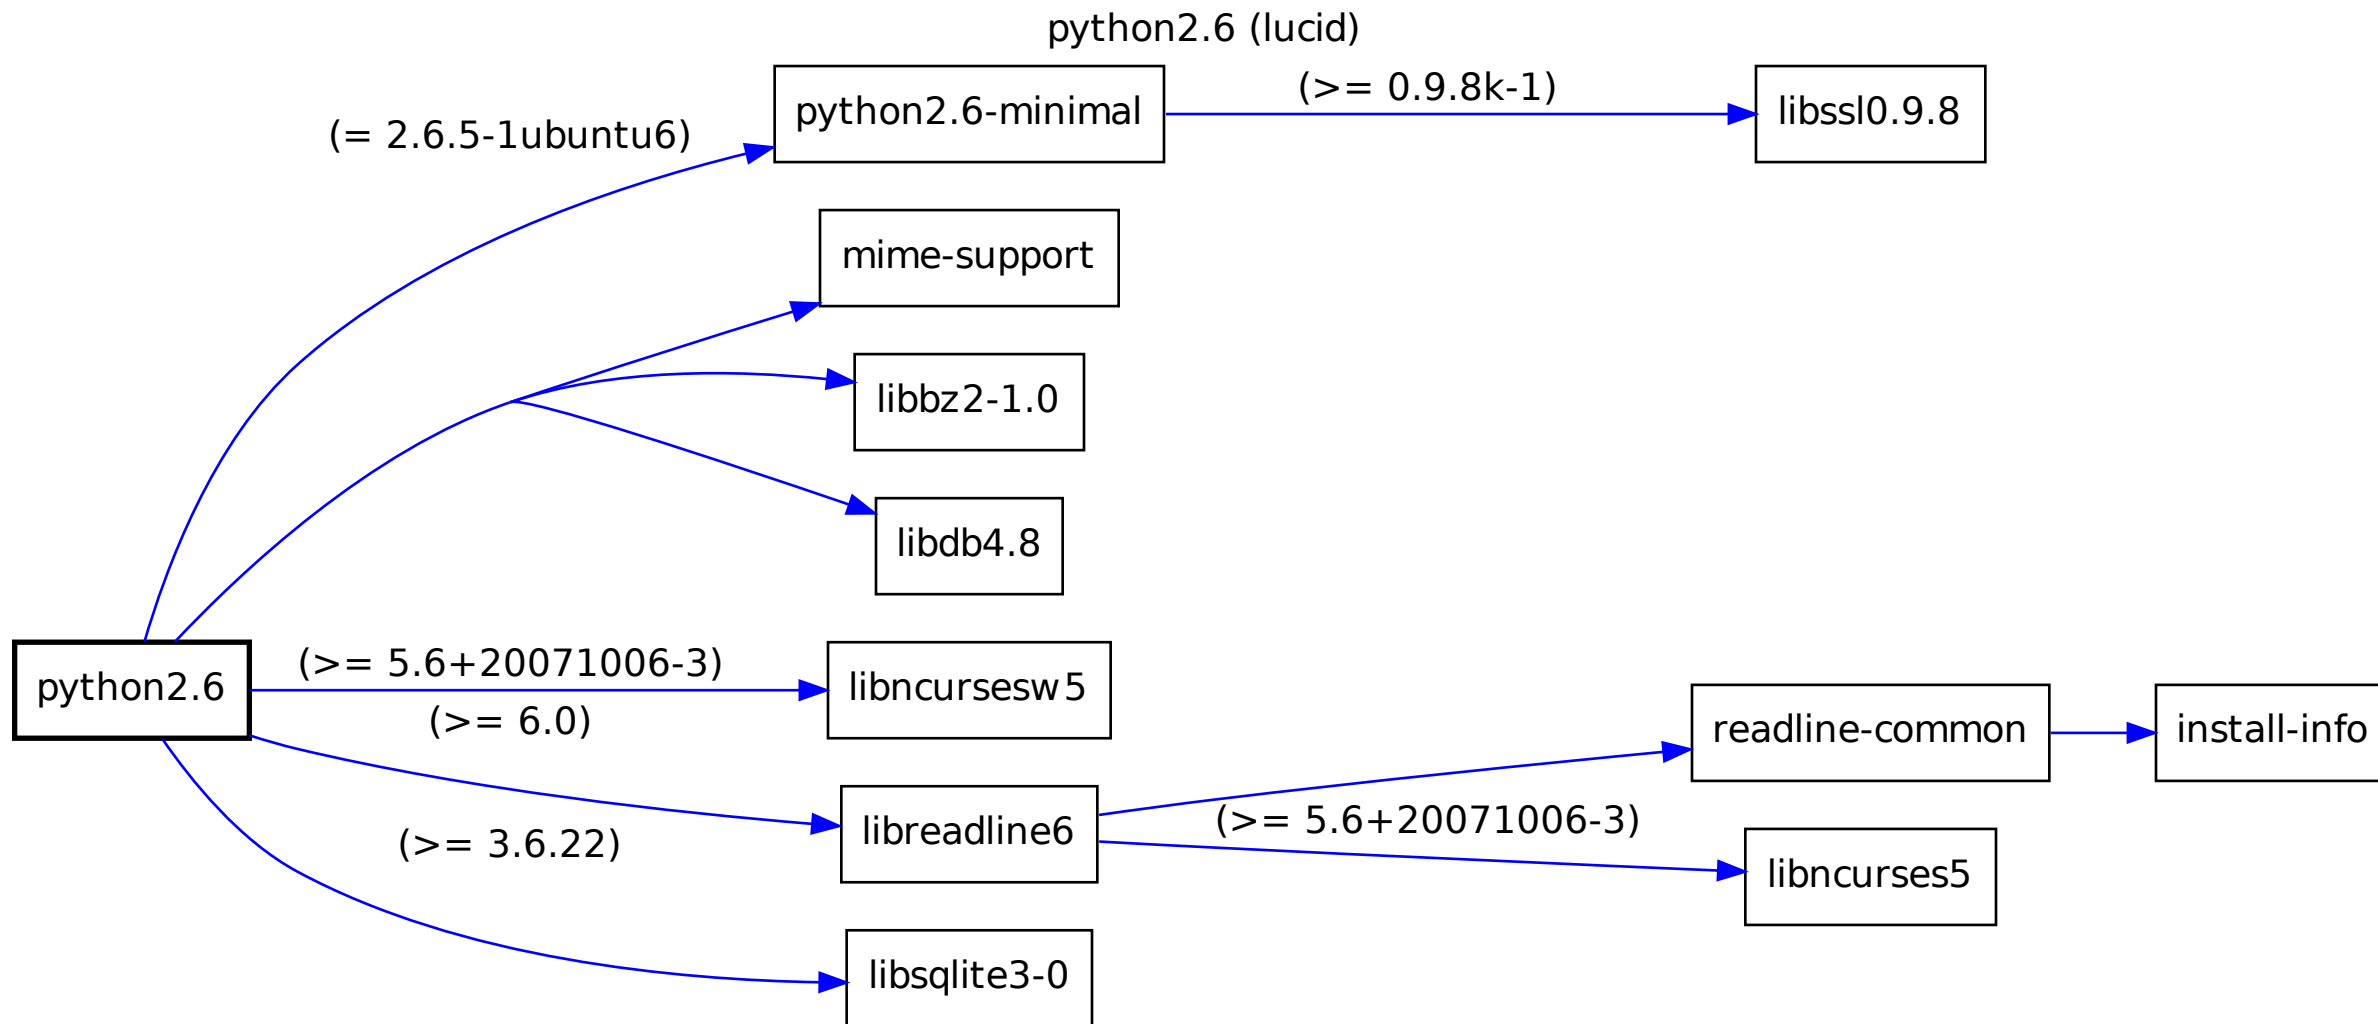 python2.6 (lucid)
python2.6-minimal
(>= 0.9.8k-1)
libssl0.9.8
(= 2.6.5-1ubuntu6)
mime-support
libbz2-1.0
libdb4.8
python2.6
(>= 5.6+20071006-3)
libncursesw5
(>= 6.0)
readline-common
install-info
libreadline6
(>= 5.6+20071006-3)
(>= 3.6.22)
libncurses5
libsqlite3-0